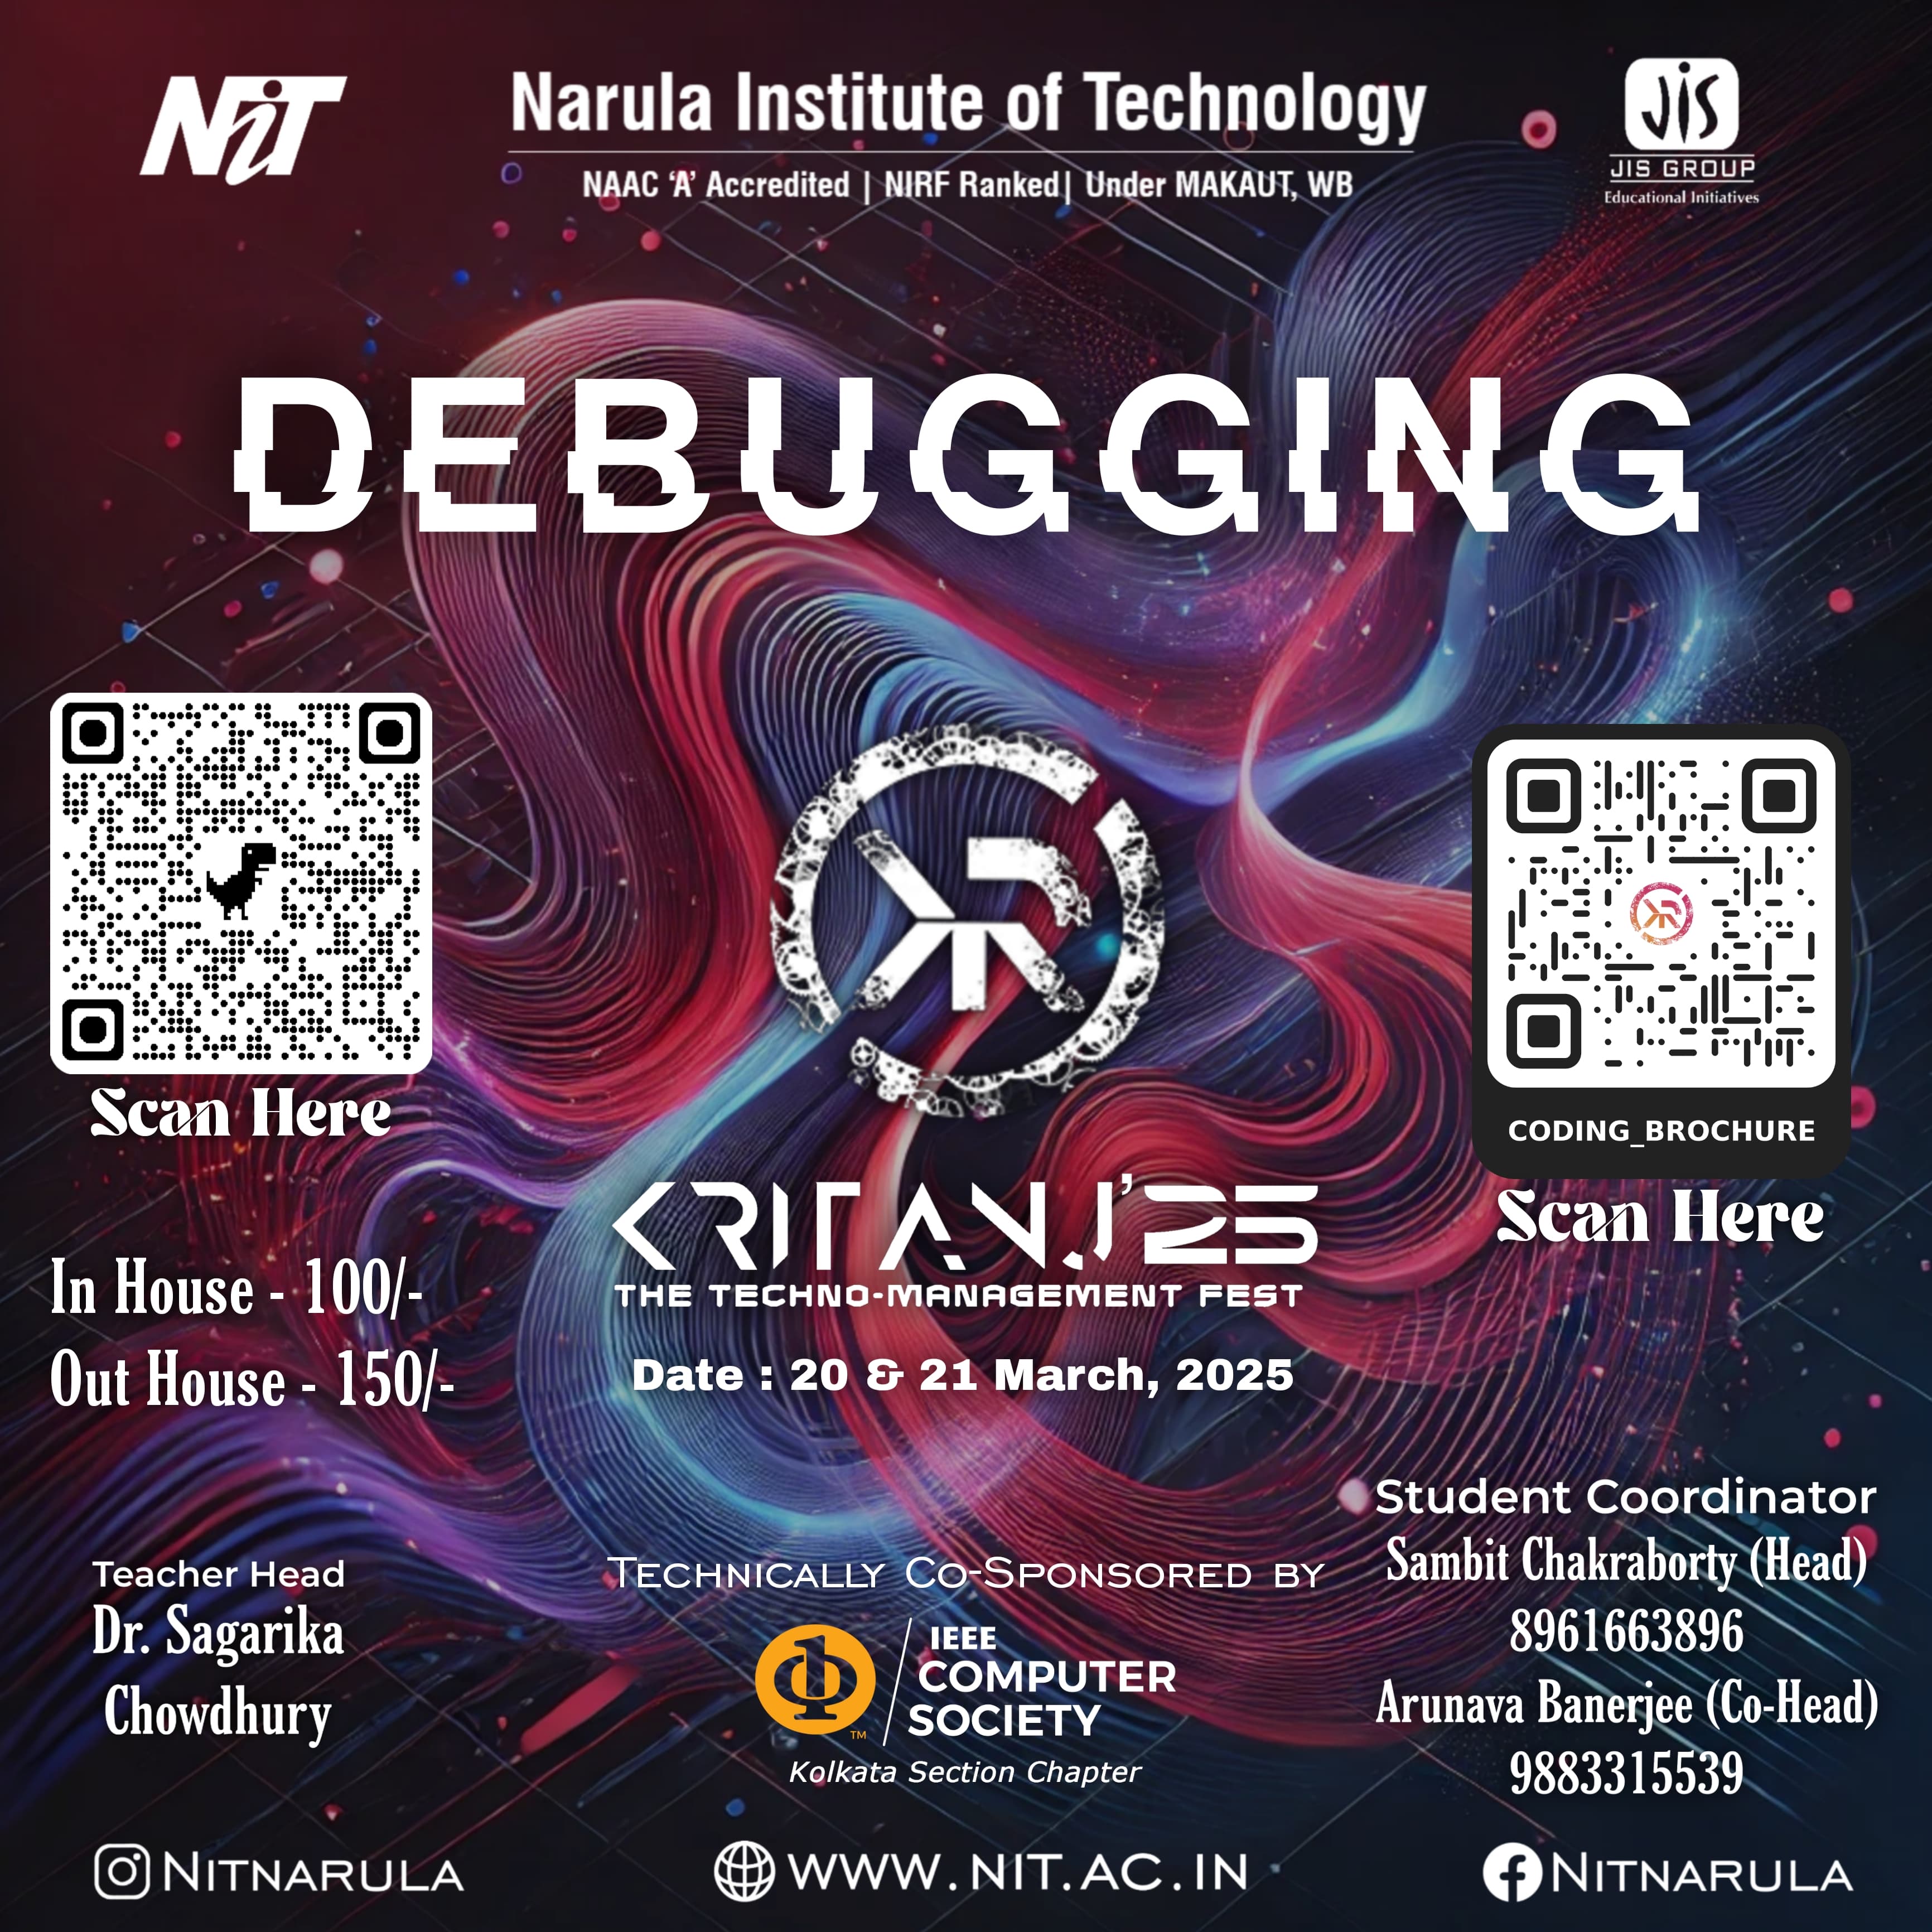 NiT
Narula Institute of Technology
NAAC ‘A’ Accredited | NIRF Ranked| Under MAKAUT, WB
JiS
JIS GROUP
Educational Initiatives
DEBUGGING
Scan Here
CODING_BROCHURE
Scan Here
KR
KRITANJ'25
THE TECHNO-MANAGEMENT FEST
Date : 20 & 21 March, 2025
In House - 100/-
Out House - 150/-
Teacher Head
Dr. Sagarika
Chowdhury
Technically Co-Sponsored by
IEEE
COMPUTER
SOCIETY
TM
Kolkata Section Chapter
Student Coordinator
Sambit Chakraborty (Head)
8961663896
Arunava Banerjee (Co-Head)
9883315539
Nitnarula
WWW.NIT.AC.IN
Nitnarula